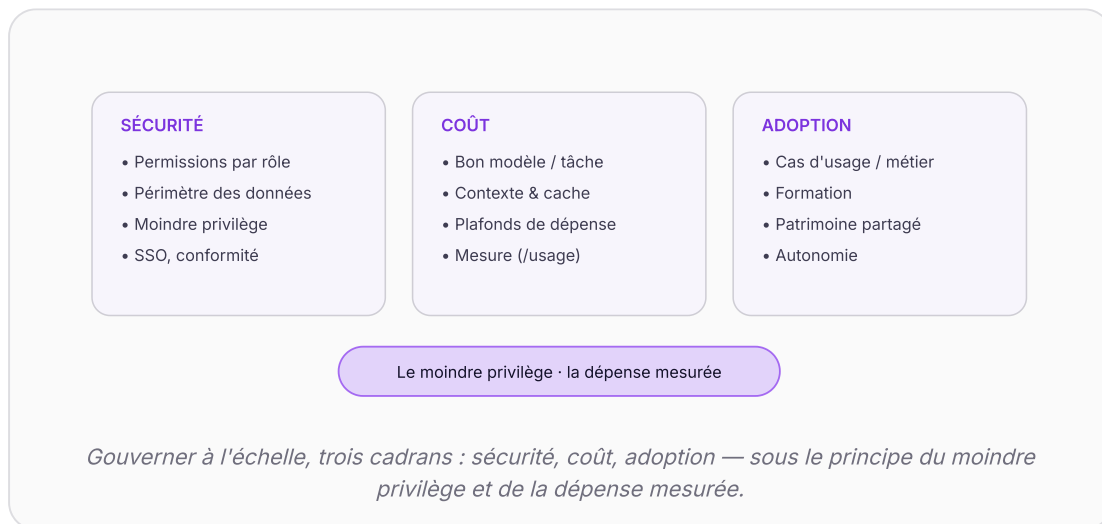 SÉCURITÉ
• Permissions par rôle
• Périmètre des données
• Moindre privilège
• SSO, conformité
COÛT
• Bon modèle / tâche
• Contexte & cache
• Plafonds de dépense
• Mesure (/usage)
ADOPTION
• Cas d'usage / métier
• Formation
• Patrimoine partagé
• Autonomie
Le moindre privilège · la dépense mesurée
Gouverner à l'échelle, trois cadrans : sécurité, coût, adoption — sous le principe du moindre
privilège et de la dépense mesurée.